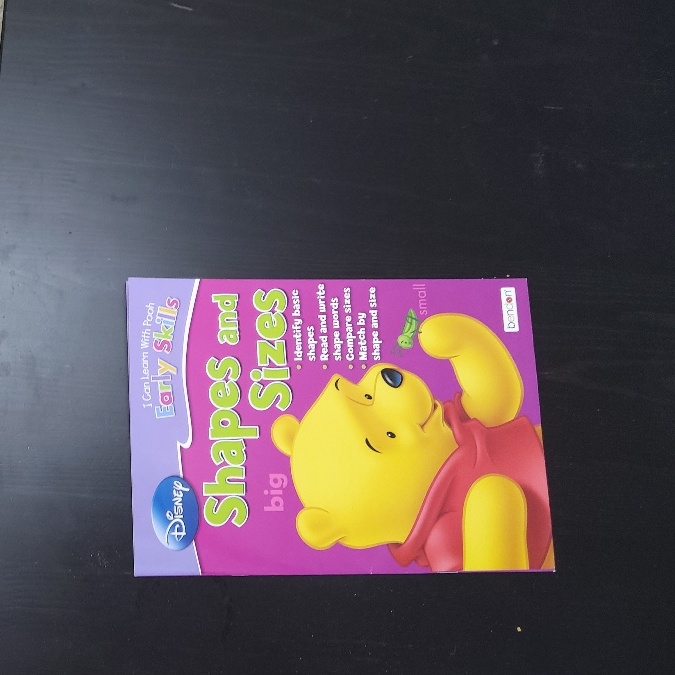 I Can Learn With Pooh
Early Skills
DISNEY
Shapes and
Sizes
• Identify basic
shapes
• Read and write
shape words
• Compare sizes
• Match by
shape and size
big
small
bendon